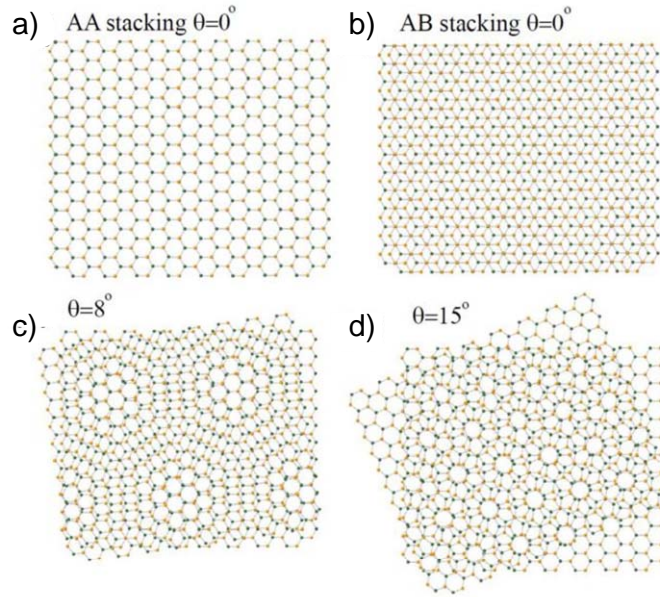 a) AA stacking θ=0°
b) AB stacking θ=0°
c) θ=8°
d) θ=15°